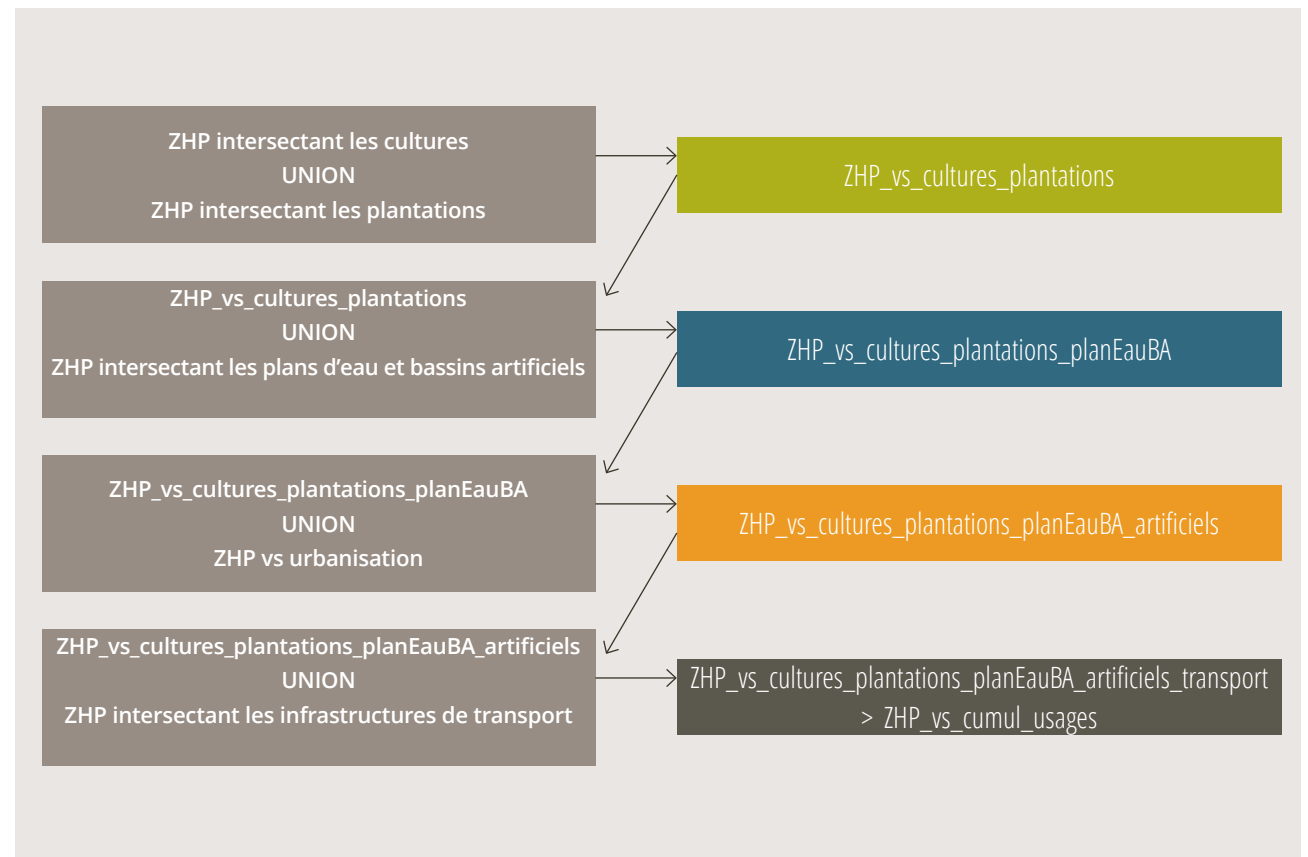 ZHP intersectant les cultures
UNION
ZHP intersectant les plantations
ZHP_vs_cultures_plantations
ZHP_vs_cultures_plantations
UNION
ZHP intersectant les plans d’eau et bassins artificiels
ZHP_vs_cultures_plantations_planEauBA
ZHP_vs_cultures_plantations_planEauBA
UNION
ZHP vs urbanisation
ZHP_vs_cultures_plantations_planEauBA_artificiels
ZHP_vs_cultures_plantations_planEauBA_artificiels
UNION
ZHP intersectant les infrastructures de transport
ZHP_vs_cultures_plantations_planEauBA_artificiels_transport
> ZHP_vs_cumul_usages